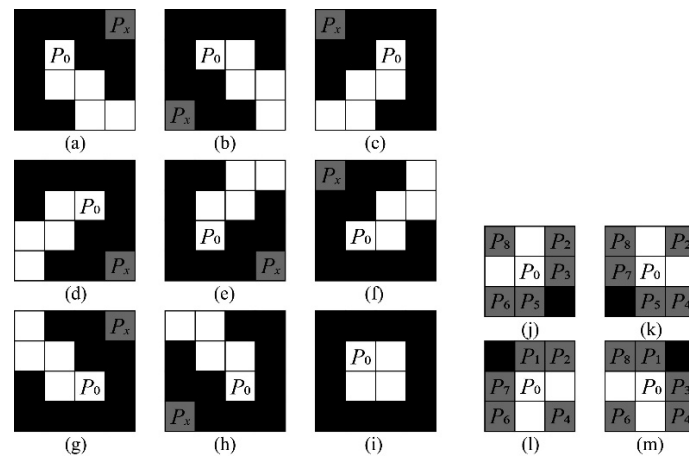 Pₓ Pₓ
P₀ P₀ P₀
Pₓ
(a) (b) (c)
Pₓ
P₀
P₀ P₀
Pₓ Pₓ
(d) (e) (f)
P₈ P₂ P₈ P₂
P₀ P₃ P₇ P₀
P₆ P₅ P₅ P₄
(j) (k)
Pₓ
P₀
P₀ P₀
Pₓ
(g) (h) (i)
P₁ P₂ P₈ P₁
P₇ P₀ P₀ P₃
P₆ P₄ P₆ P₄
(l) (m)